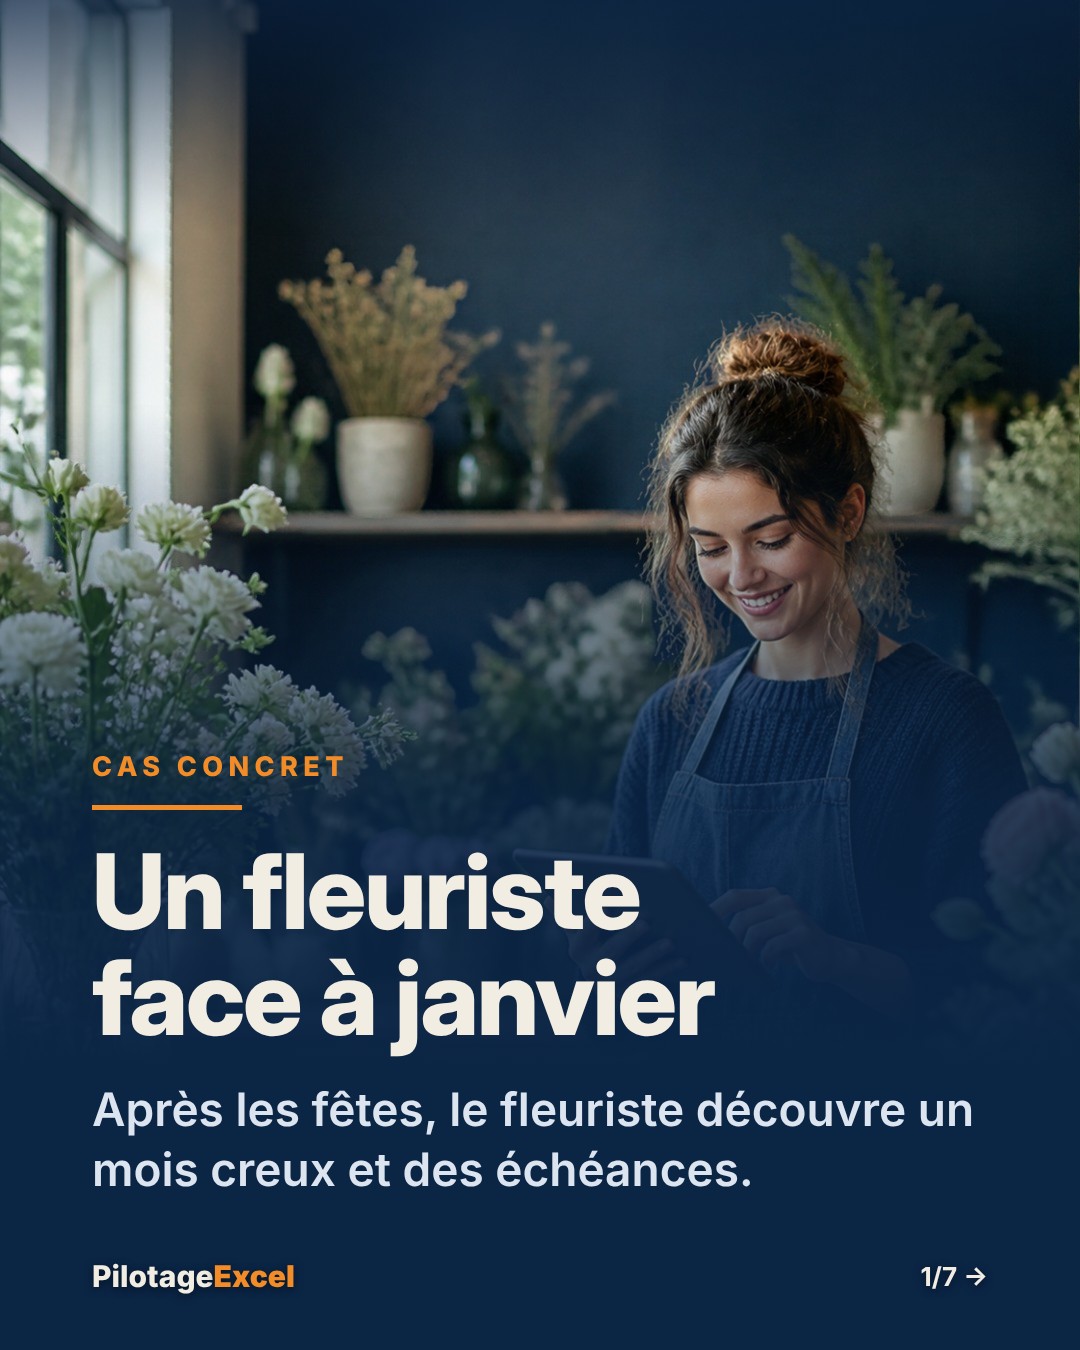 CAS CONCRET
Un fleuriste
face à janvier
Après les fêtes, le fleuriste découvre un
mois creux et des échéances.
PilotageExcel
1/7 →